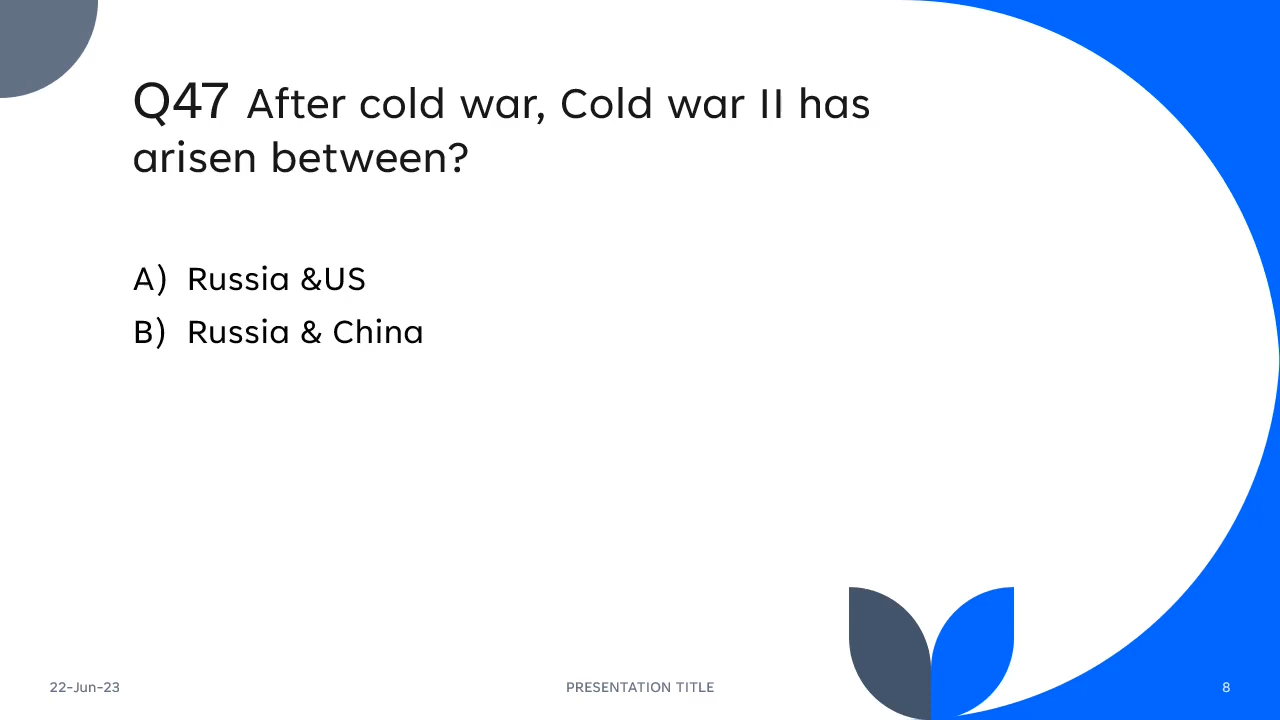 Q47 After cold war, Cold war II has
arisen between?
A) Russia &US
B) Russia & China
22-Jun-23
PRESENTATION TITLE
8